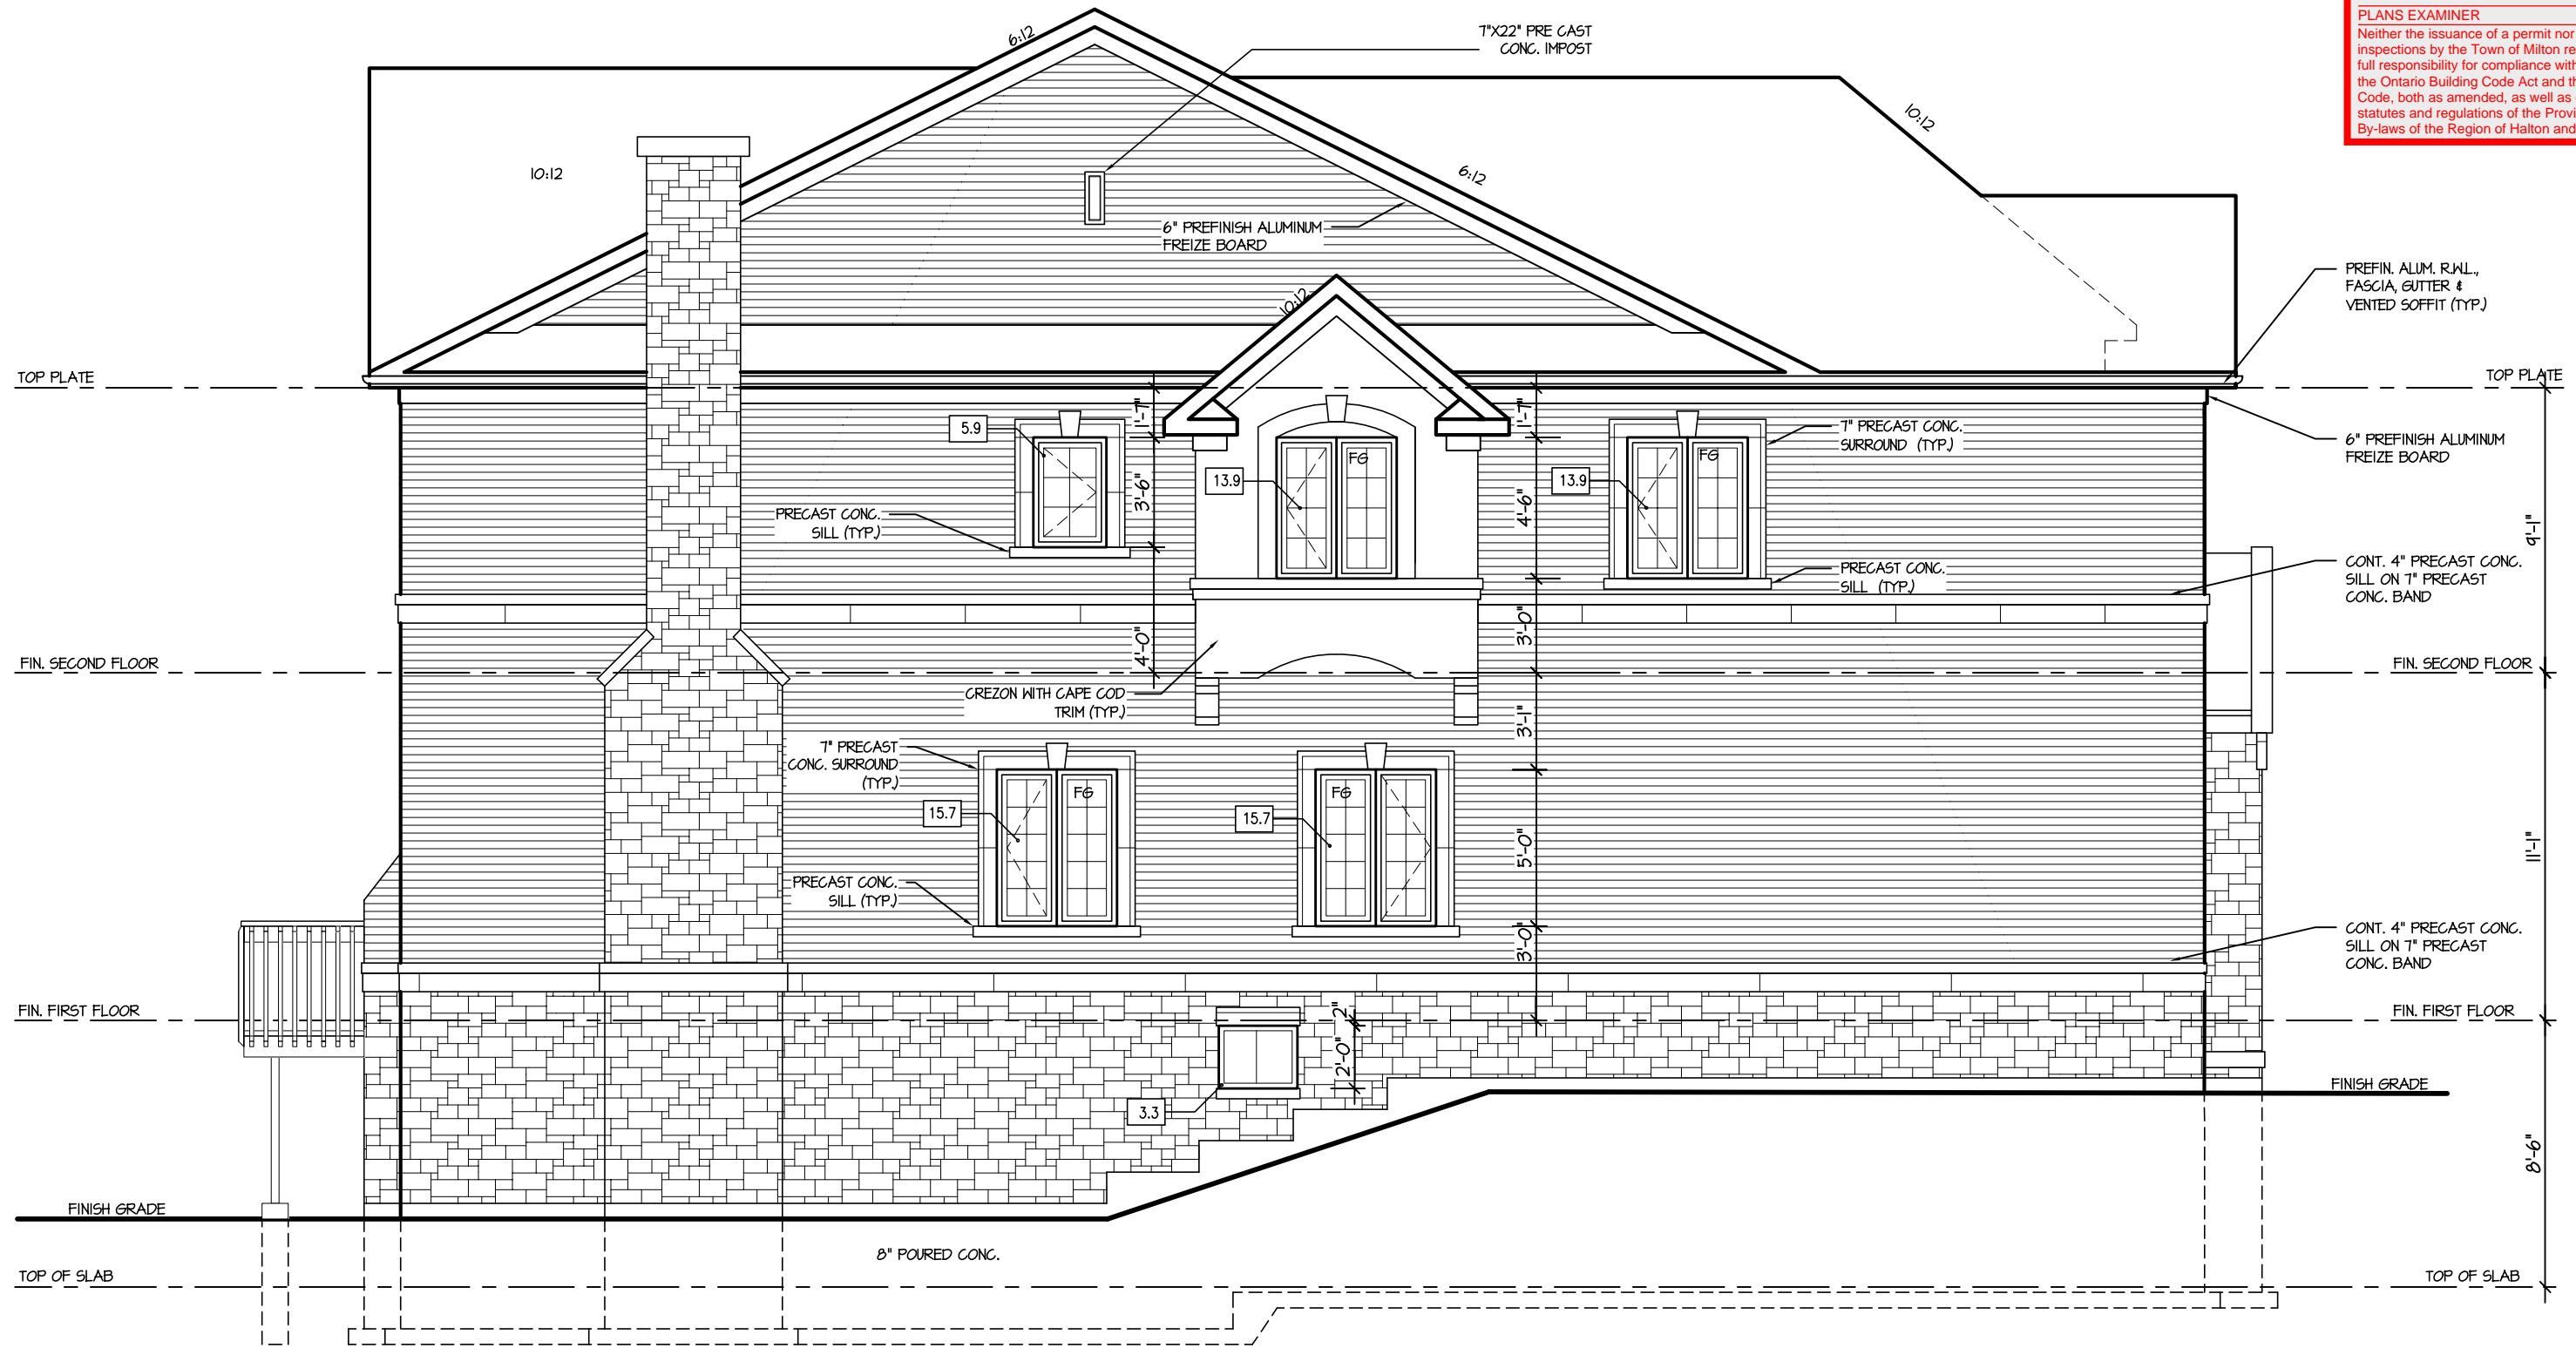 PLANS EXAMINER
Neither the issuance of a permit nor
inspections by the Town of Milton re
full responsibility for compliance with
the Ontario Building Code Act and th
Code, both as amended, as well as
statutes and regulations of the Provi
By-laws of the Region of Halton and
6:12
7"X22" PRE CAST
CONC. IMPOST
10:12
10:12
6:12
6" PREFINISH ALUMINUM
FREIZE BOARD
PREFIN. ALUM. R.W.L.,
FASCIA, GUTTER &
VENTED SOFFIT (TYP.)
10:12
TOP PLATE
TOP PLATE
1'-7"
1'-7"
5.9
7" PRECAST CONC.
SURROUND (TYP.)
6" PREFINISH ALUMINUM
FREIZE BOARD
FG
FG
13.9
13.9
3'-6"
4'-6"
9'-1"
PRECAST CONC.
SILL (TYP.)
PRECAST CONC.
SILL (TYP.)
CONT. 4" PRECAST CONC.
SILL ON 7" PRECAST
CONC. BAND
4'-0"
3'-0"
FIN. SECOND FLOOR
FIN. SECOND FLOOR
CREZON WITH CAPE COD
TRIM (TYP.)
3'-1"
7" PRECAST
CONC. SURROUND
(TYP.)
FG
FG
15.7
15.7
5'-0"
11'-1"
PRECAST CONC.
SILL (TYP.)
3'-0"
CONT. 4" PRECAST CONC.
SILL ON 7" PRECAST
CONC. BAND
FIN. FIRST FLOOR
2"
FIN. FIRST FLOOR
2'-0"
3.3
FINISH GRADE
8'-6"
FINISH GRADE
8" POURED CONC.
TOP OF SLAB
TOP OF SLAB